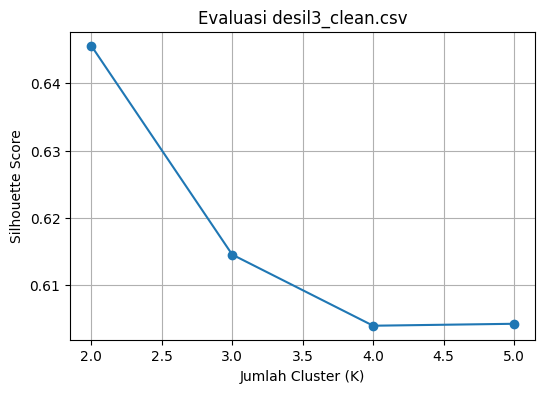 Evaluasi desil3_clean.csv
Silhouette Score
0.64
0.63
0.62
0.61
2.0 2.5 3.0 3.5 4.0 4.5 5.0
Jumlah Cluster (K)